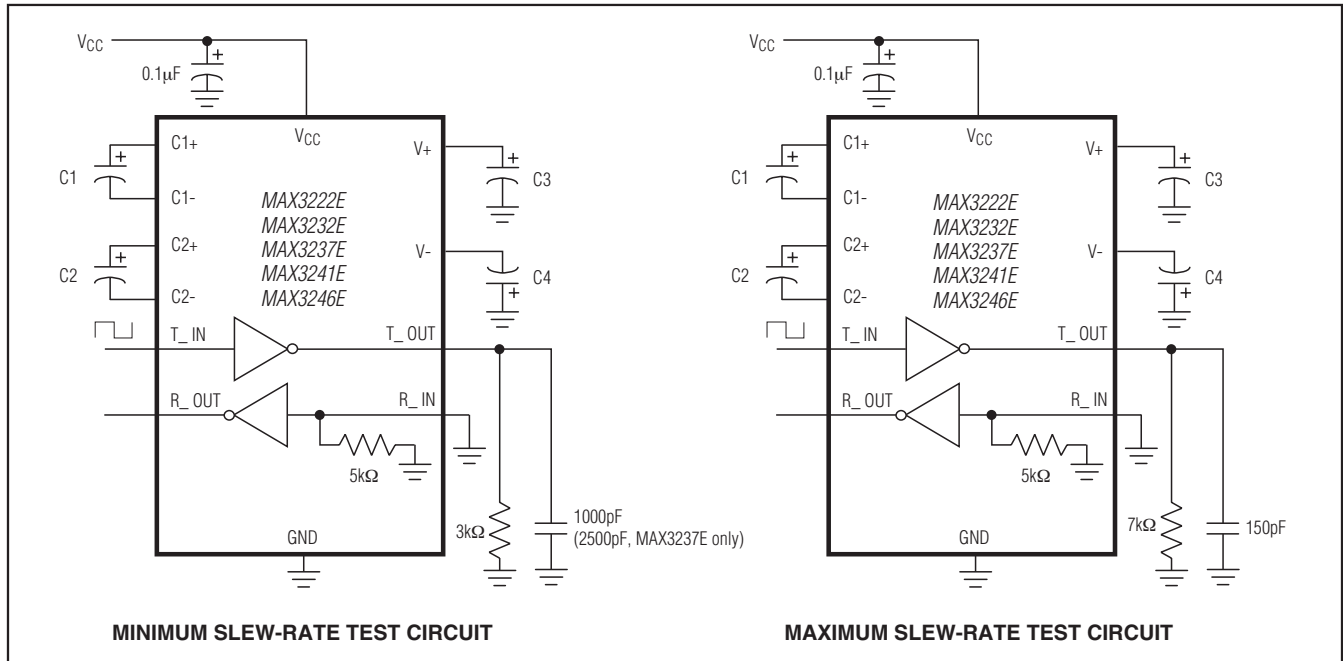 VCC
0.1μF
VCC
C1+
V+
C1
C3
C1-
MAX3222E
MAX3232E
MAX3237E
MAX3241E
MAX3246E
C2+
V-
C2
C4
C2-
T_ IN
T_ OUT
R_ OUT
R_ IN
5kΩ
3kΩ
1000pF
(2500pF, MAX3237E only)
GND
MINIMUM SLEW-RATE TEST CIRCUIT
VCC
0.1μF
VCC
C1+
V+
C1
C3
C1-
MAX3222E
MAX3232E
MAX3237E
MAX3241E
MAX3246E
C2+
V-
C2
C4
C2-
T_ IN
T_ OUT
R_ OUT
R_ IN
5kΩ
7kΩ
150pF
GND
MAXIMUM SLEW-RATE TEST CIRCUIT